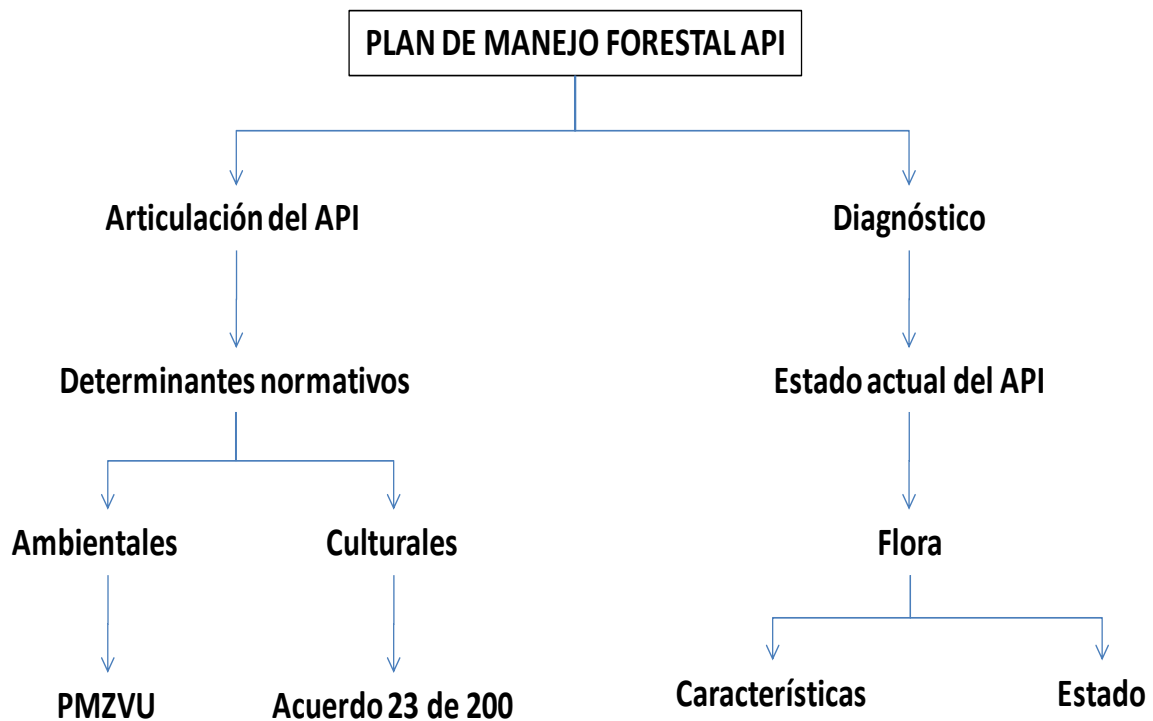 PLAN DE MANEJO FORESTAL API
Articulación del API
Diagnóstico
Determinantes normativos
Estado actual del API
Ambientales
Culturales
Flora
PMZVU
Acuerdo 23 de 200
Características
Estado